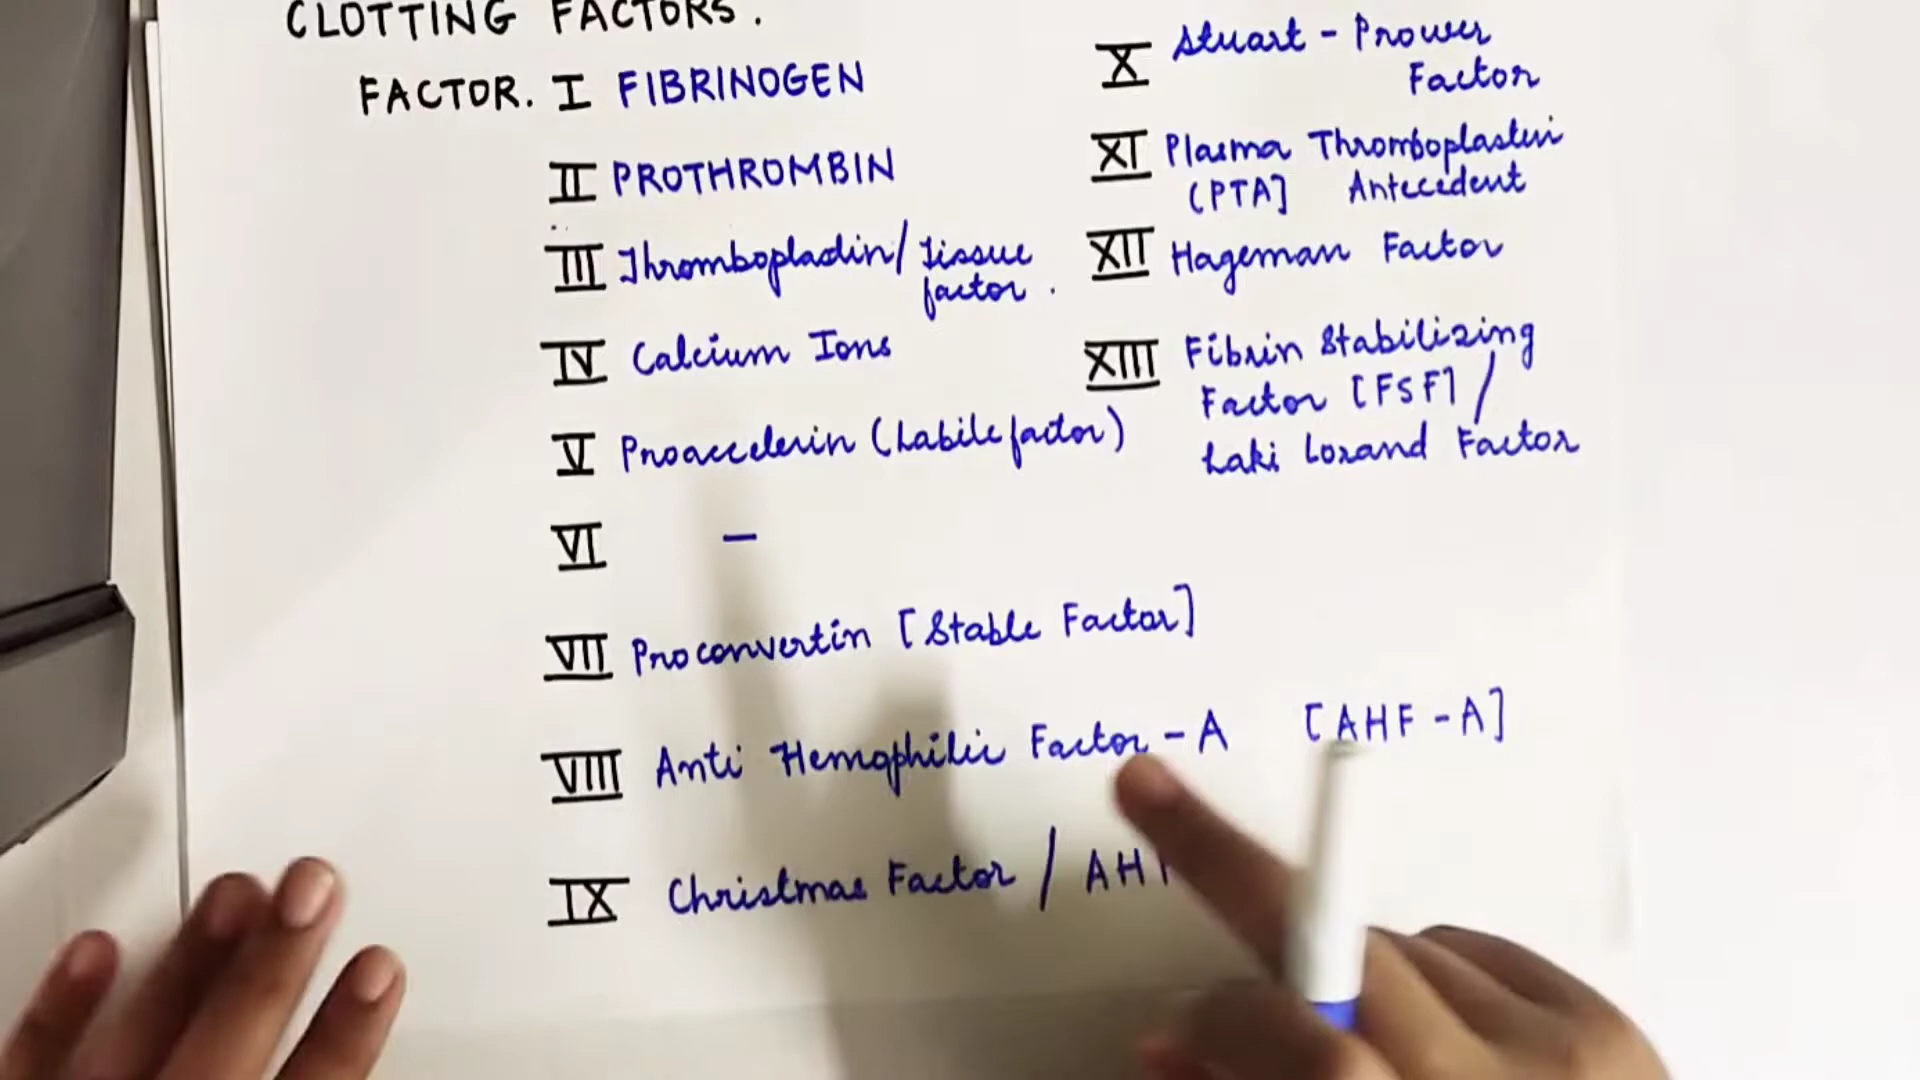 CLOTTING FACTORS.
FACTOR. I FIBRINOGEN
II PROTHROMBIN
III Thromboplastin/Tissue
factor.
IV Calcium Ions
V Proaccelerin (Labile factor)
VI -
VII Proconvertin [Stable Factor]
VIII Anti Hemophilic Factor-A [AHF-A]
IX Christmas Factor /
X Stuart-Prower
Factor
XI Plasma Thromboplastin
[PTA] Antecedent
XII Hageman Factor
XIII Fibrin Stabilizing
Factor [FSF] /
Laki Lorand Factor